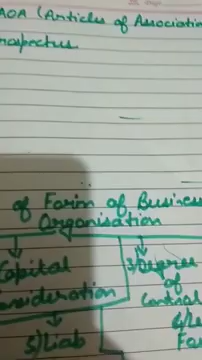 AOA (Articles of Association
Prospectus
of Form of Business
Organisation
Capital
Consideration
3) Degree
of
Control
5) Liab